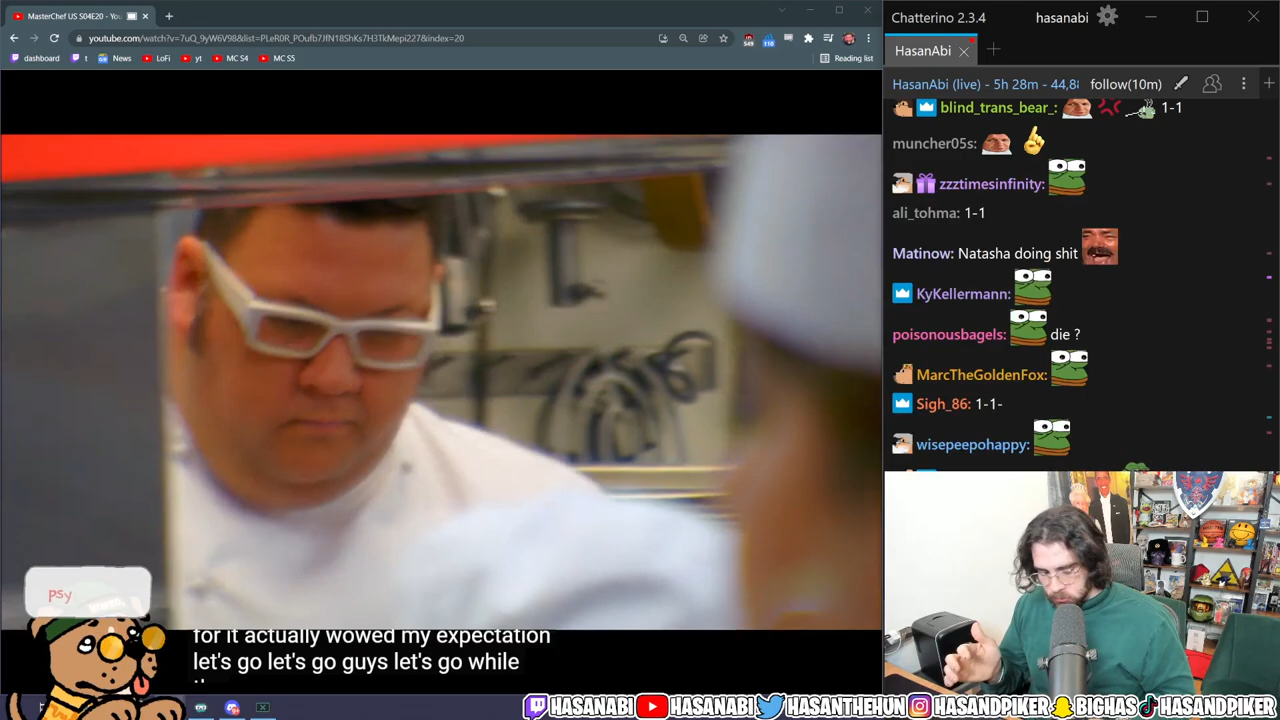 MasterChef US S04E20 - You
youtube.com/watch?v=7uQ_9yW6V98&list=PLeR0R_POufb7JfN18ShKs7H3TkMepi227&index=20
dashboard
t
News
LoFi
yt
MC S4
MC S5
Reading list
Chatterino 2.3.4
hasanabi
HasanAbi
HasanAbi (live) - 5h 28m - 44,8
follow(10m)
blind_trans_bear_: 1-1
muncher05s:
zzztimesinfinity:
ali_tohma: 1-1
Matinow: Natasha doing shit
KyKellermann:
poisonousbagels: die ?
MarcTheGoldenFox:
Sigh_86: 1-1-
wisepeepohappy:
psy
for it actually wowed my expectation
let's go let's go guys let's go while
HASANABI
HASANABI
HASANTHEHUN
HASANDPIKER
BIGHAS
HASANDPIKER